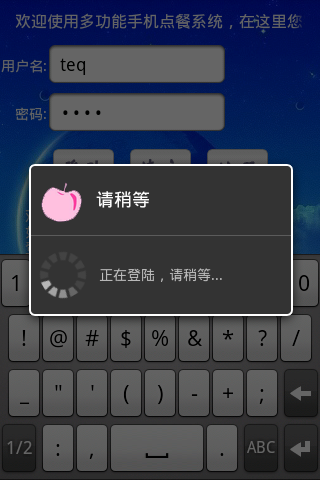 欢迎使用多功能手机点餐系统，在这里您
用户名: teq
密码: ••••
请稍等
正在登陆，请稍等...
1 0
! @ # $ % & * ? /
_ " ' ( ) - + ;
1/2 : , . ABC